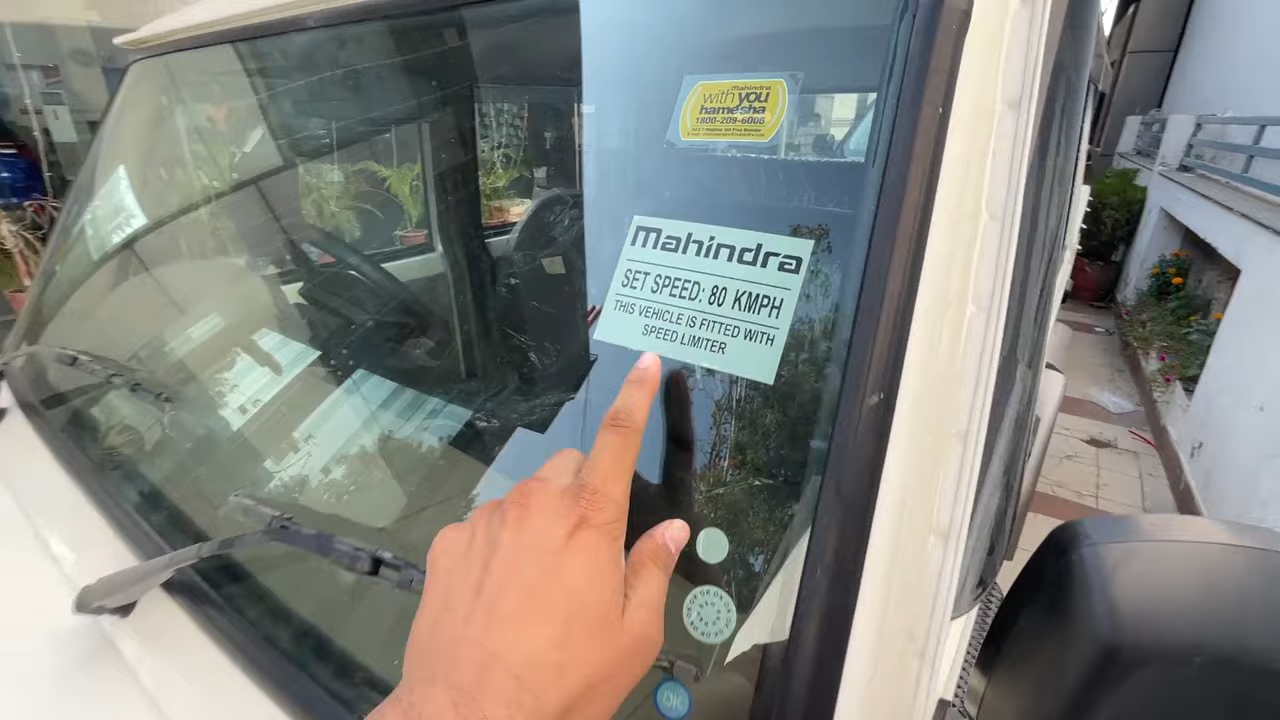 Mahindra
with you
hamesha
1800-209-6006
Mahindra
SET SPEED: 80 KMPH
THIS VEHICLE IS FITTED WITH
SPEED LIMITER
OK